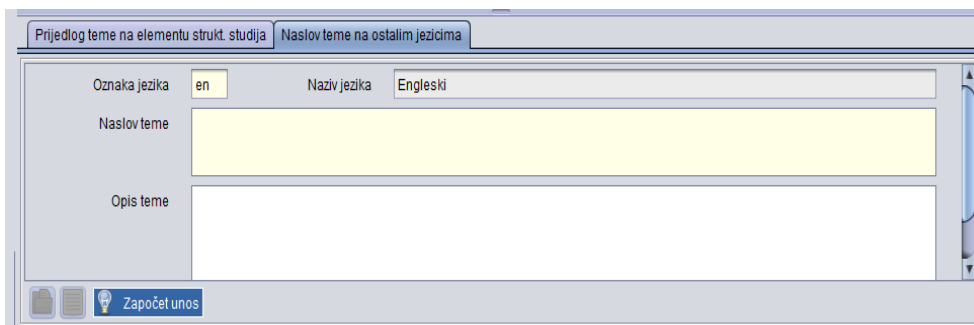 Prijedlog teme na elementu strukt. studija Naslov teme na ostalim jezicima
Oznaka jezika en Naziv jezika Engleski
Naslov teme
Opis teme
Započet unos